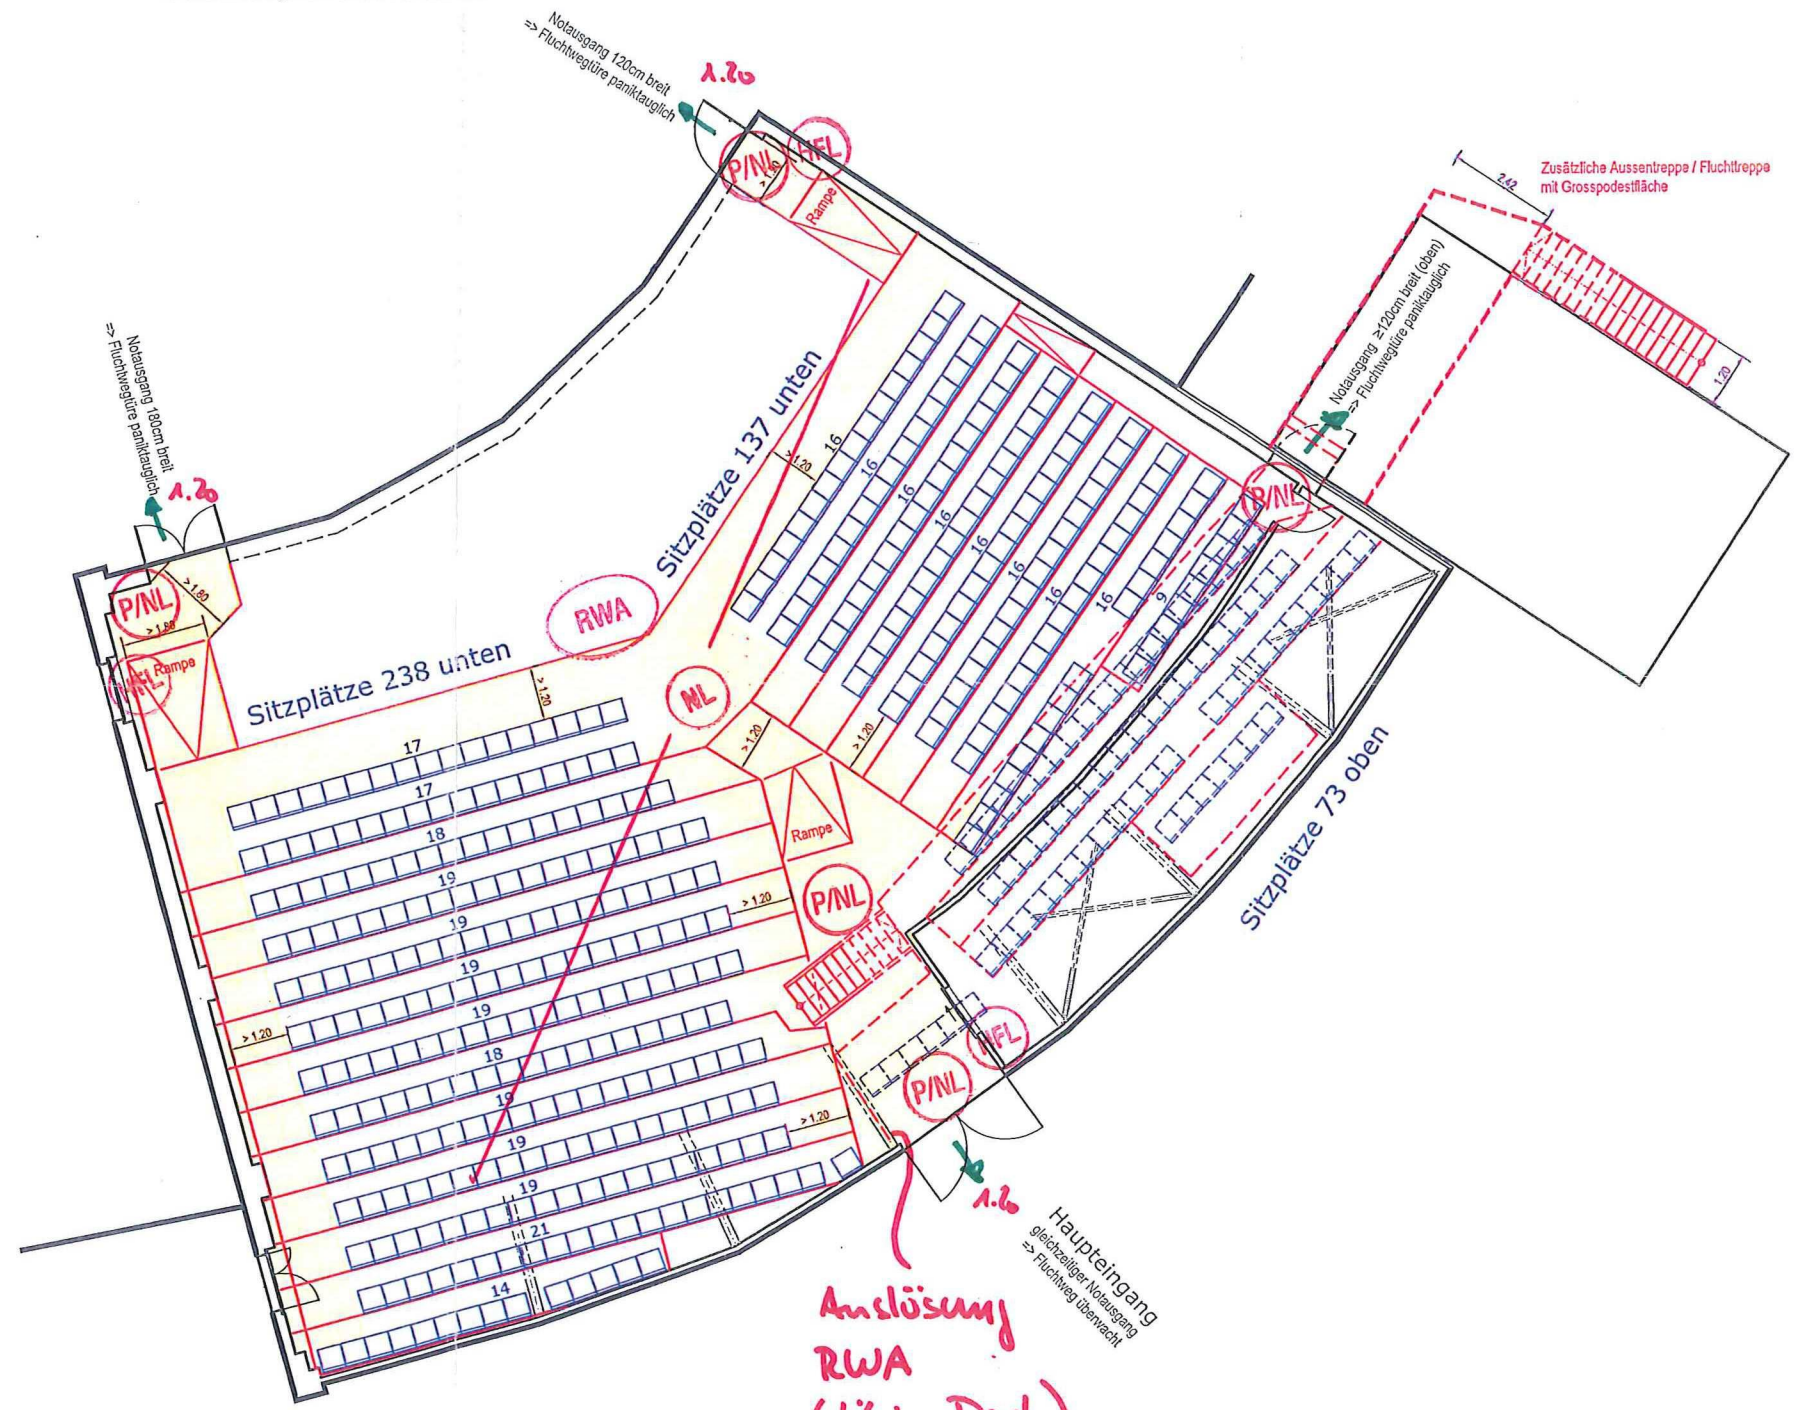 Notausgang 120cm breit
=> Fluchtwegtüre paniktauglich
1.20
P/NL
HFL
Rampe
Zusätzliche Aussentreppe / Fluchttreppe
mit Grosspodestfläche
2.42
1.20
Notausgang ≥120cm breit (oben)
=> Fluchtwegtüre paniktauglich
P/NL
Notausgang 180cm breit
=> Fluchtwegtüre paniktauglich
1.20
P/NL
> 1.80
> 1.80
HFL
Rampe
Sitzplätze 137 unten
> 1.20
16
16
16
16
16
16
16
16
9
RWA
NL
Sitzplätze 238 unten
> 1.20
> 1.20
> 1.20
17
17
18
19
19
19
19
18
19
19
19
21
14
Rampe
P/NL
> 1.20
> 1.20
> 1.20
Sitzplätze 73 oben
HFL
P/NL
1.20
Haupteingang
gleichzeitiger Notausgang
=> Fluchtweg überwacht
Auslösung
RWA